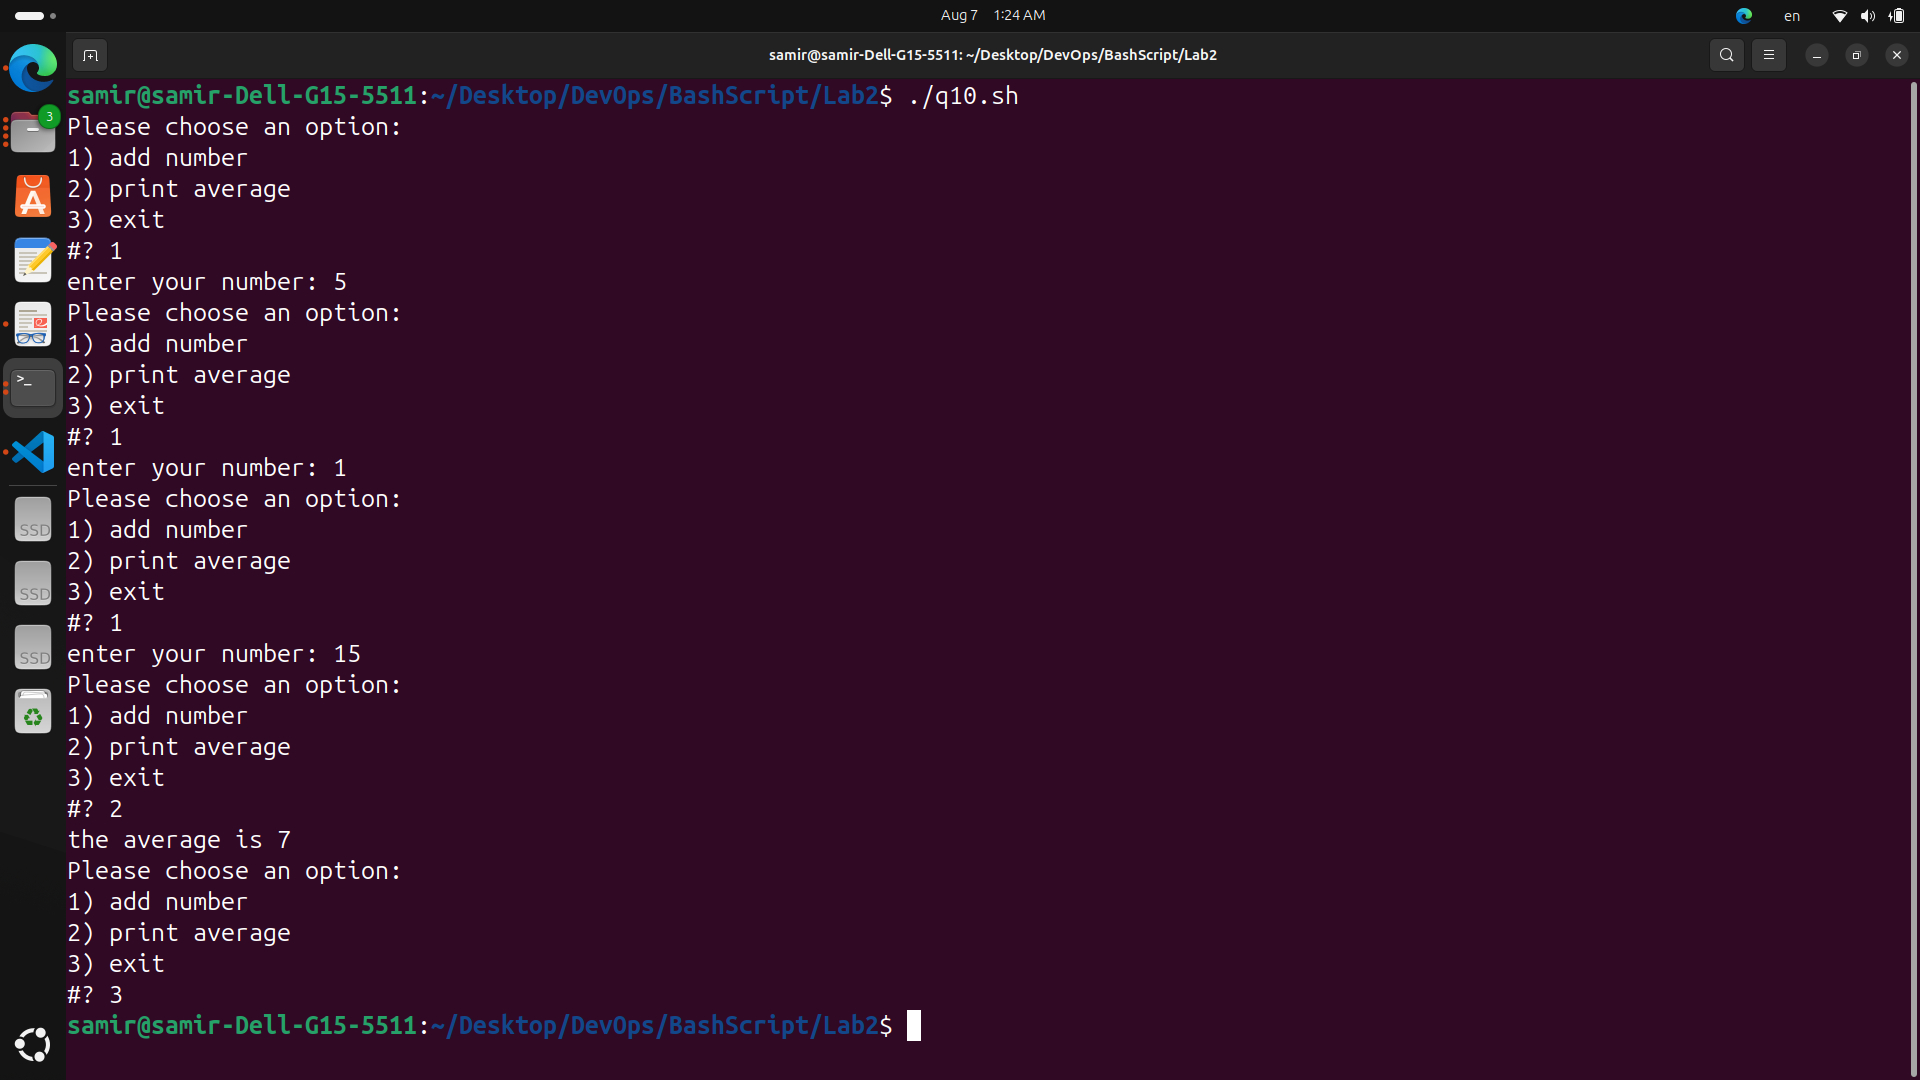 Aug 7 1:24 AM
en
samir@samir-Dell-G15-5511: ~/Desktop/DevOps/BashScript/Lab2
samir@samir-Dell-G15-5511:~/Desktop/DevOps/BashScript/Lab2$ ./q10.sh
Please choose an option:
1) add number
2) print average
3) exit
#? 1
enter your number: 5
Please choose an option:
1) add number
2) print average
3) exit
#? 1
enter your number: 1
Please choose an option:
1) add number
2) print average
3) exit
#? 1
enter your number: 15
Please choose an option:
1) add number
2) print average
3) exit
#? 2
the average is 7
Please choose an option:
1) add number
2) print average
3) exit
#? 3
samir@samir-Dell-G15-5511:~/Desktop/DevOps/BashScript/Lab2$
3
>_
SSD
SSD
SSD